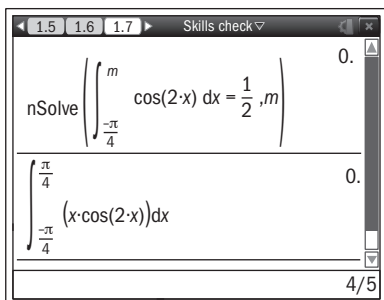 1.5 1.6 1.7 Skills check
nSolve(∫_{-π/4}^{m} cos(2·x) dx = 1/2 ,m) 0.
∫_{-π/4}^{π/4} (x·cos(2·x))dx 0.
4/5